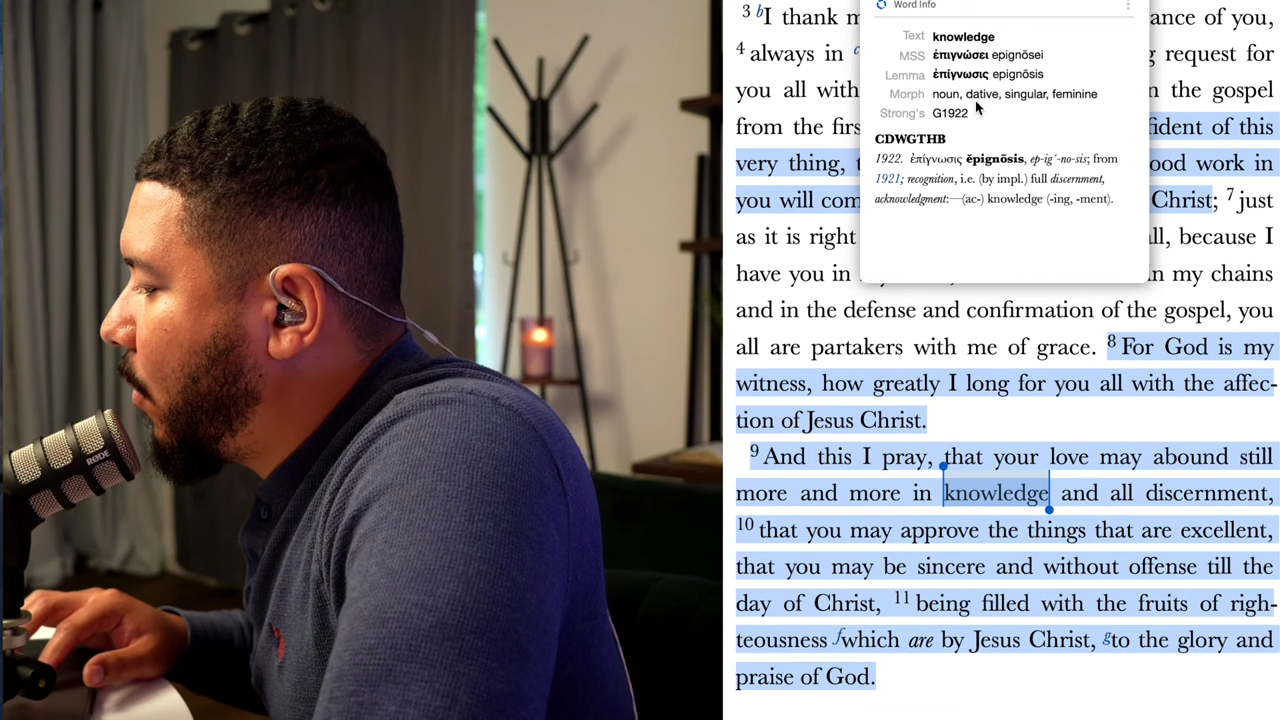 RØDE
3 bI thank m
ance of you,
4 always in c
g request for
you all with
n the gospel
from the firs
fident of this
very thing, t
ood work in
you will com
Christ; 7 just
as it is right
all, because I
have you in
in my chains
and in the defense and confirmation of the gospel, you
all are partakers with me of grace. 8 For God is my
witness, how greatly I long for you all with the affec-
tion of Jesus Christ.
9 And this I pray, that your love may abound still
more and more in knowledge and all discernment,
10 that you may approve the things that are excellent,
that you may be sincere and without offense till the
day of Christ, 11 being filled with the fruits of righ-
teousness fwhich are by Jesus Christ, gto the glory and
praise of God.
Word Info
Text knowledge
MSS ἐπιγνώσει epignōsei
Lemma ἐπίγνωσις epignōsis
Morph noun, dative, singular, feminine
Strong's G1922
CDWGTHB
1922. ἐπίγνωσις ĕpignōsis, ep-ig´-no-sis; from
1921; recognition, i.e. (by impl.) full discernment,
acknowledgment:—(ac-) knowledge (-ing, -ment).